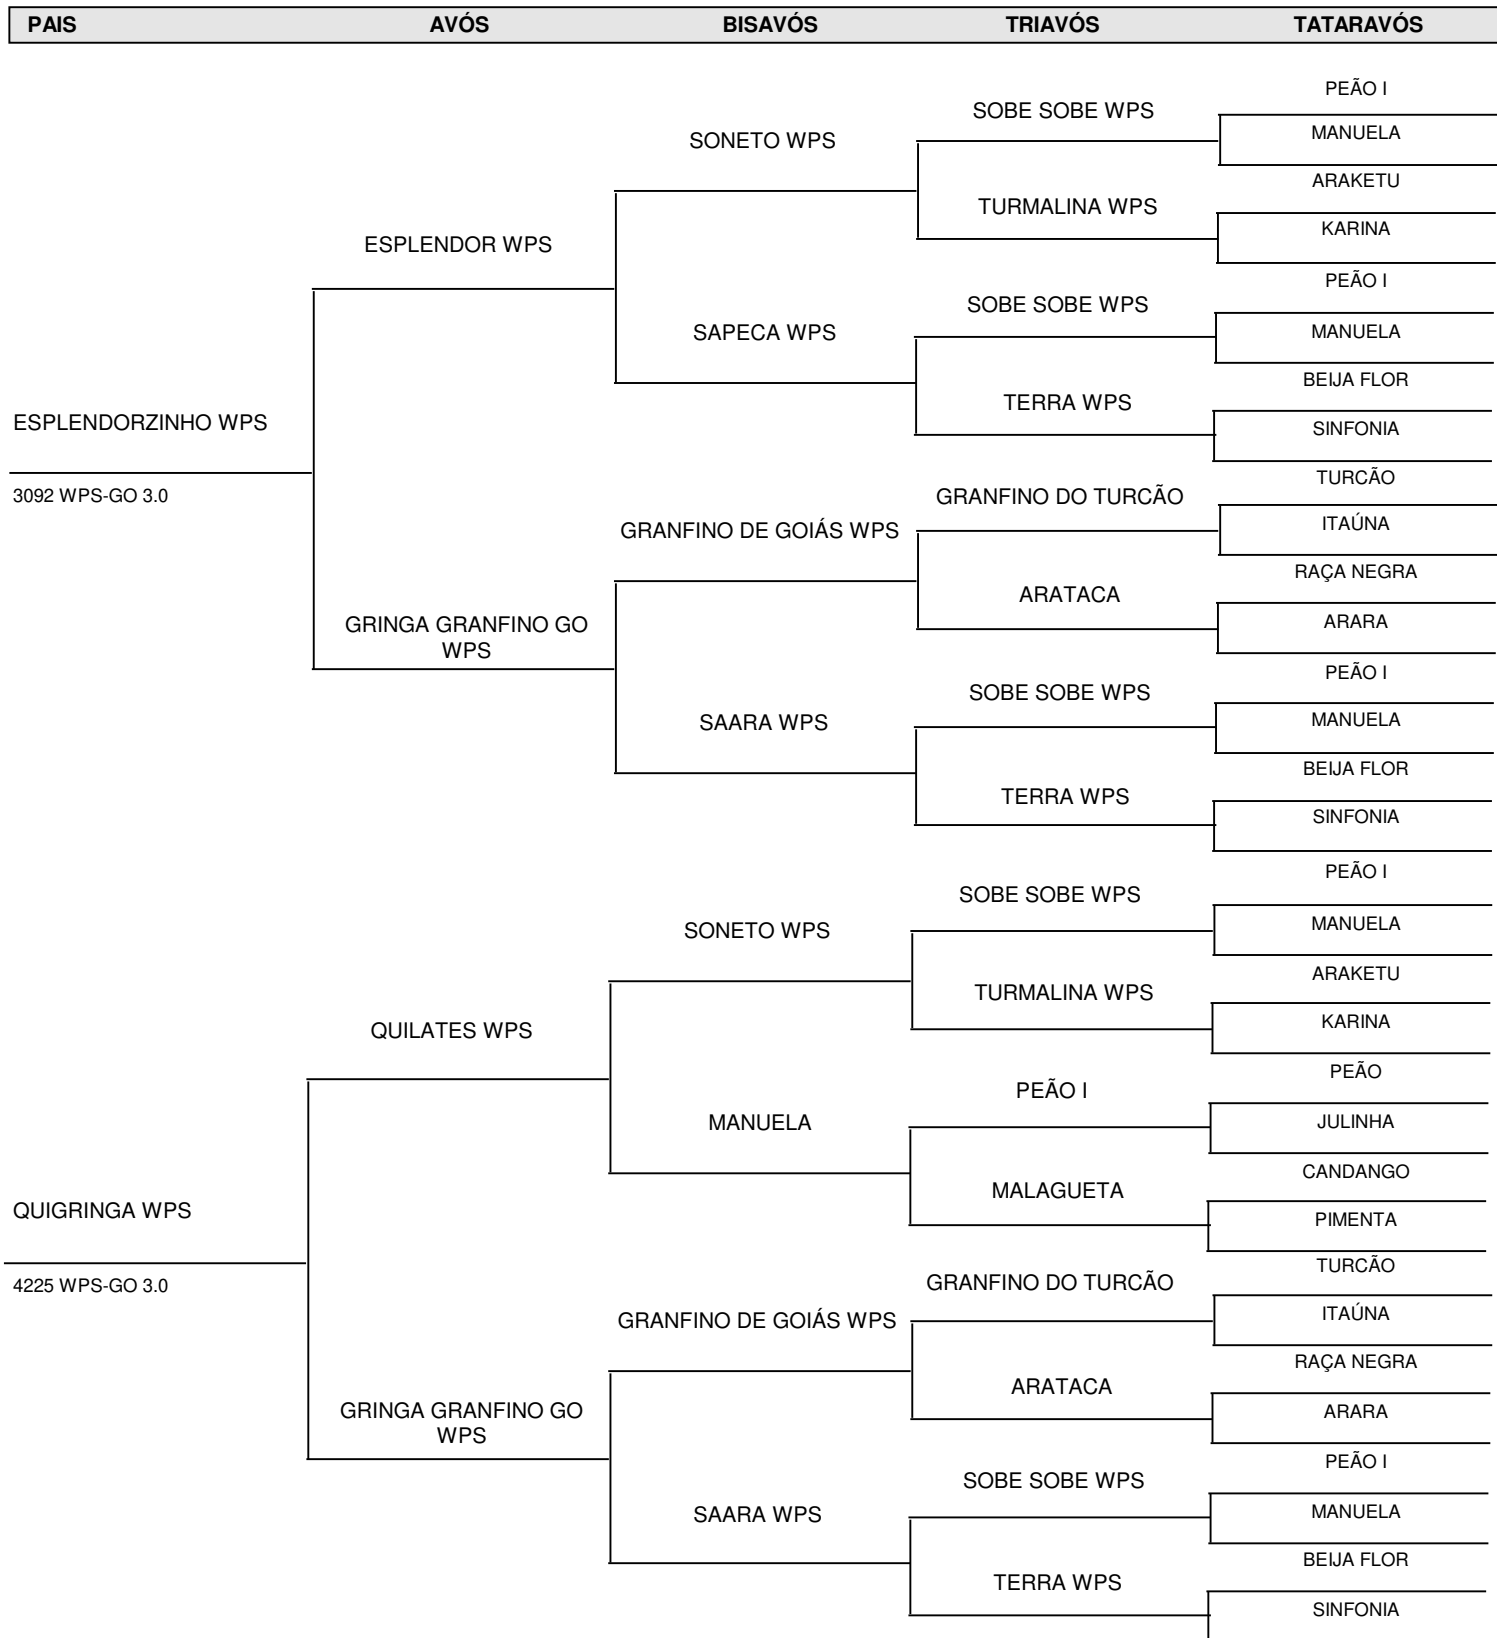 PAIS AVÓS BISAVÓS TRIAVÓS TATARAVÓS
PEÃO I
SOBE SOBE WPS
MANUELA
SONETO WPS
ARAKETU
TURMALINA WPS
KARINA
ESPLENDOR WPS
PEÃO I
SOBE SOBE WPS
MANUELA
SAPECA WPS
BEIJA FLOR
TERRA WPS
SINFONIA
ESPLENDORZINHO WPS
3092 WPS-GO 3.0
TURCÃO
GRANFINO DO TURCÃO
ITAÚNA
GRANFINO DE GOIÁS WPS
RAÇA NEGRA
ARATACA
ARARA
GRINGA GRANFINO GO
WPS
PEÃO I
SOBE SOBE WPS
MANUELA
SAARA WPS
BEIJA FLOR
TERRA WPS
SINFONIA
PEÃO I
SOBE SOBE WPS
MANUELA
SONETO WPS
ARAKETU
TURMALINA WPS
KARINA
QUILATES WPS
PEÃO
PEÃO I
JULINHA
MANUELA
CANDANGO
MALAGUETA
PIMENTA
QUIGRINGA WPS
4225 WPS-GO 3.0
TURCÃO
GRANFINO DO TURCÃO
ITAÚNA
GRANFINO DE GOIÁS WPS
RAÇA NEGRA
ARATACA
ARARA
GRINGA GRANFINO GO
WPS
PEÃO I
SOBE SOBE WPS
MANUELA
SAARA WPS
BEIJA FLOR
TERRA WPS
SINFONIA